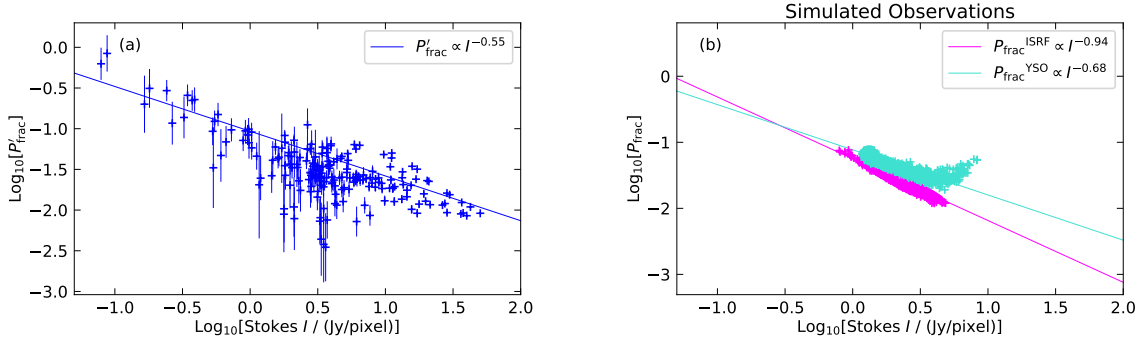 (a)
P′frac ∝ I−0.55
0.0
−0.5
−1.0
−1.5
−2.0
−2.5
−3.0
Log10[P′frac]
−1.0 −0.5 0.0 0.5 1.0 1.5 2.0
Log10[Stokes I / (Jy/pixel)]
Simulated Observations
(b)
PfracISRF ∝ I−0.94
PfracYSO ∝ I−0.68
0
−1
−2
−3
Log10[Pfrac]
−1.0 −0.5 0.0 0.5 1.0 1.5 2.0
Log10[Stokes I / (Jy/pixel)]